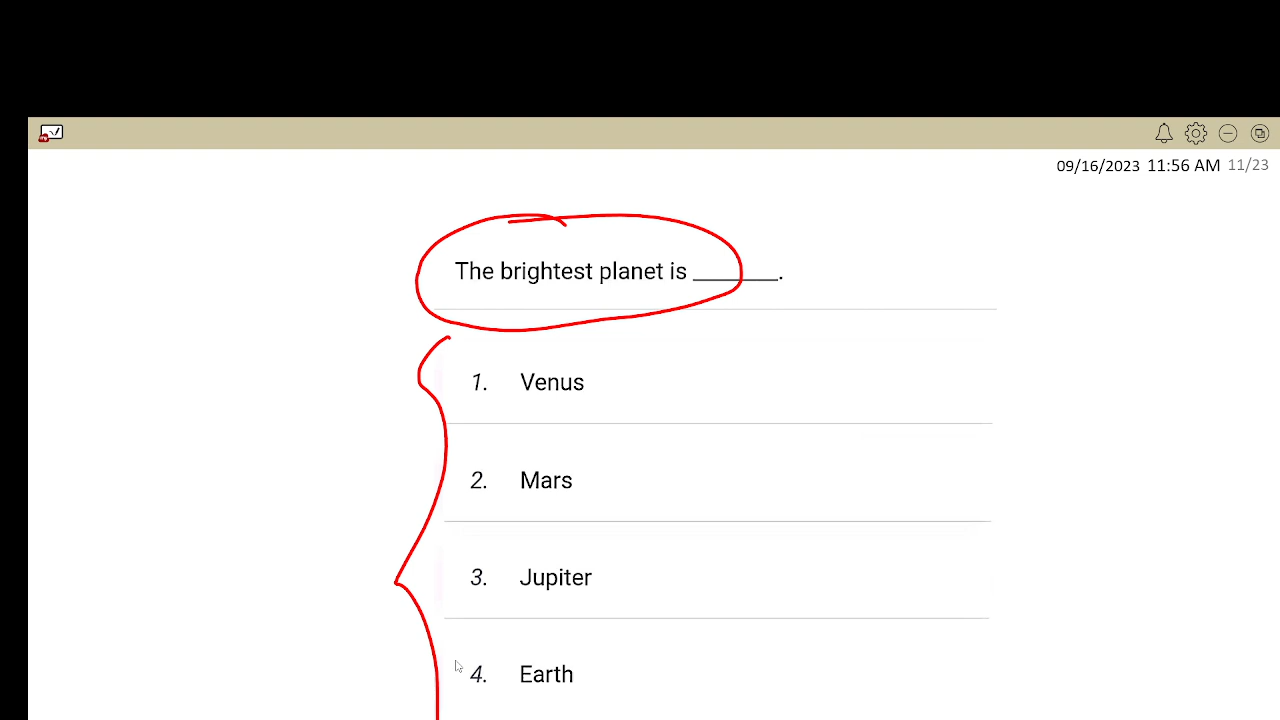 09/16/2023 11:56 AM 11/23
The brightest planet is _______.
1. Venus
2. Mars
3. Jupiter
4. Earth